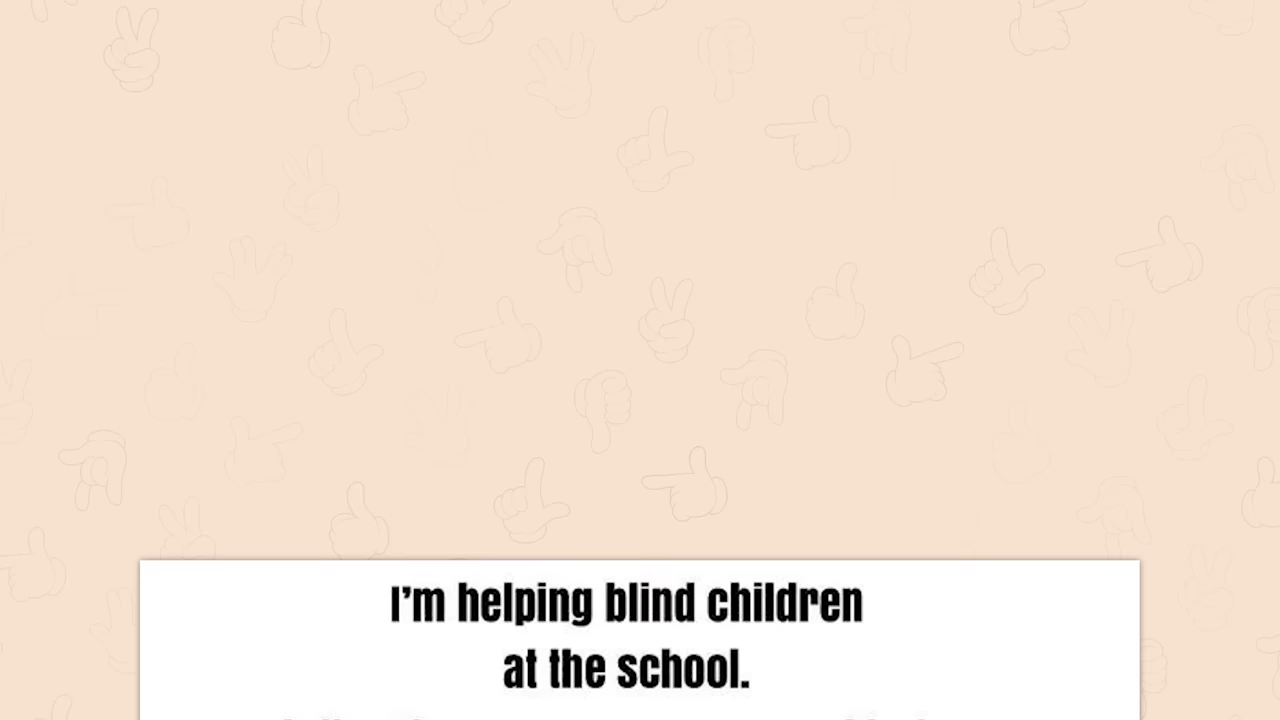 I’m helping blind children
at the school.